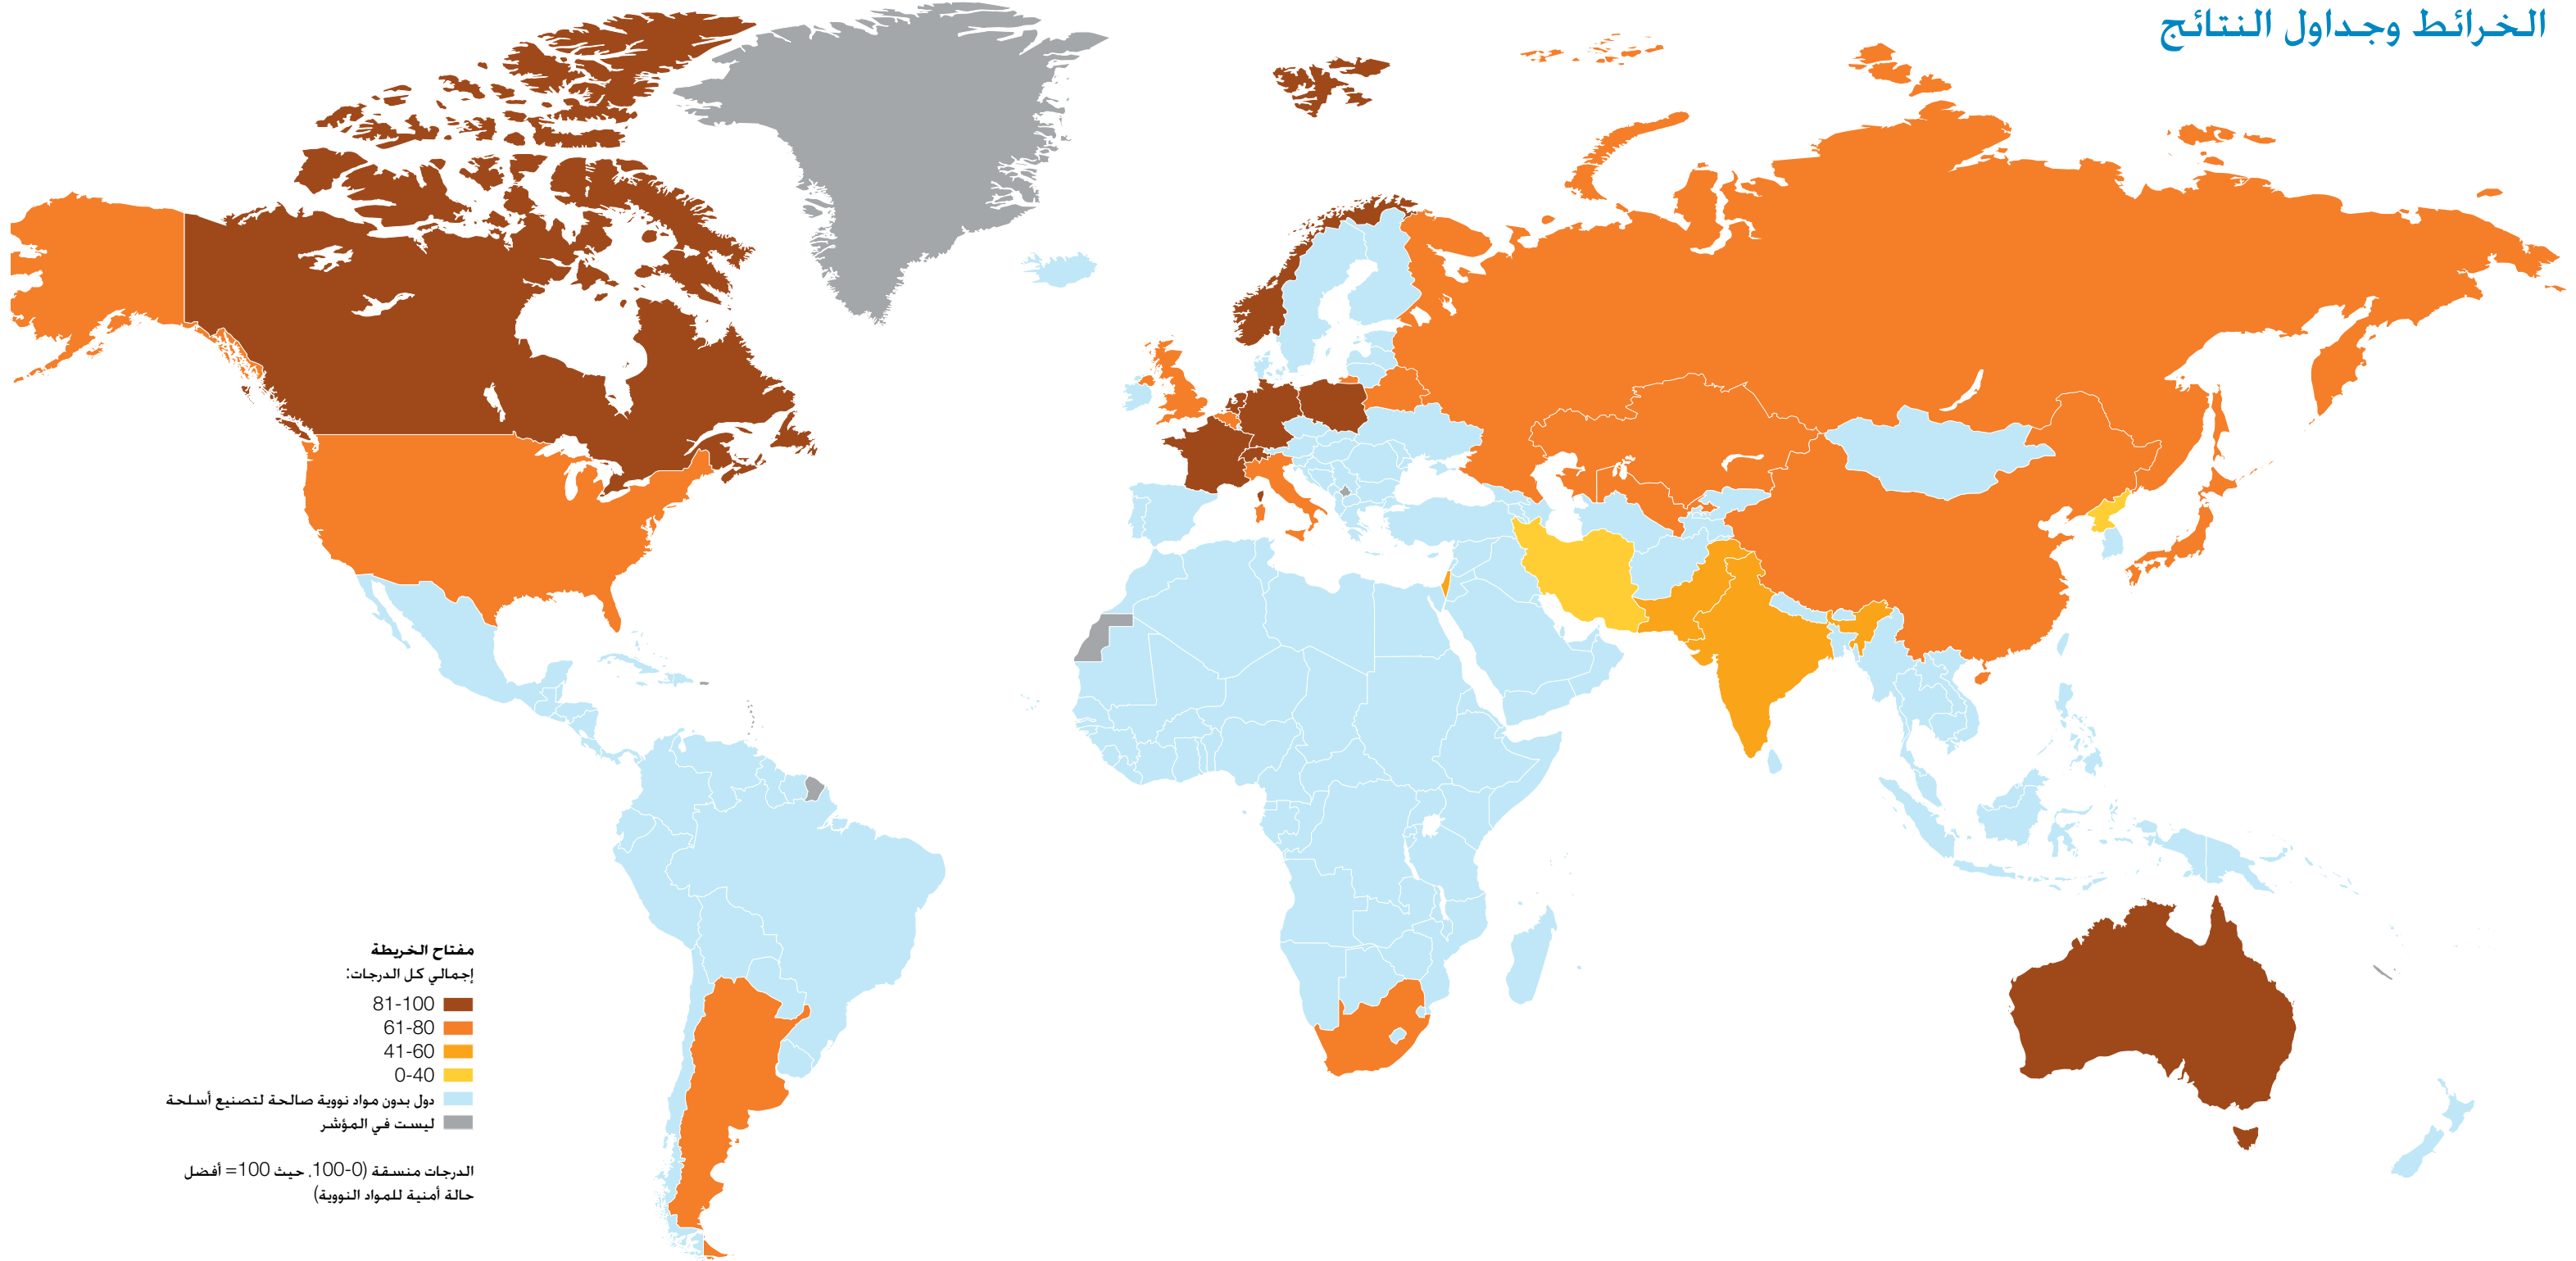 الخرائط وجداول النتائج
مفتاح الخريطة
إجمالي كل الدرجات:
81-100
61-80
41-60
0-40
دول بدون مواد نووية صالحة لتصنيع أسلحة
ليست في المؤشر
الدرجات منسقة (0-100، حيث 100= أفضل
حالة أمنية للمواد النووية)